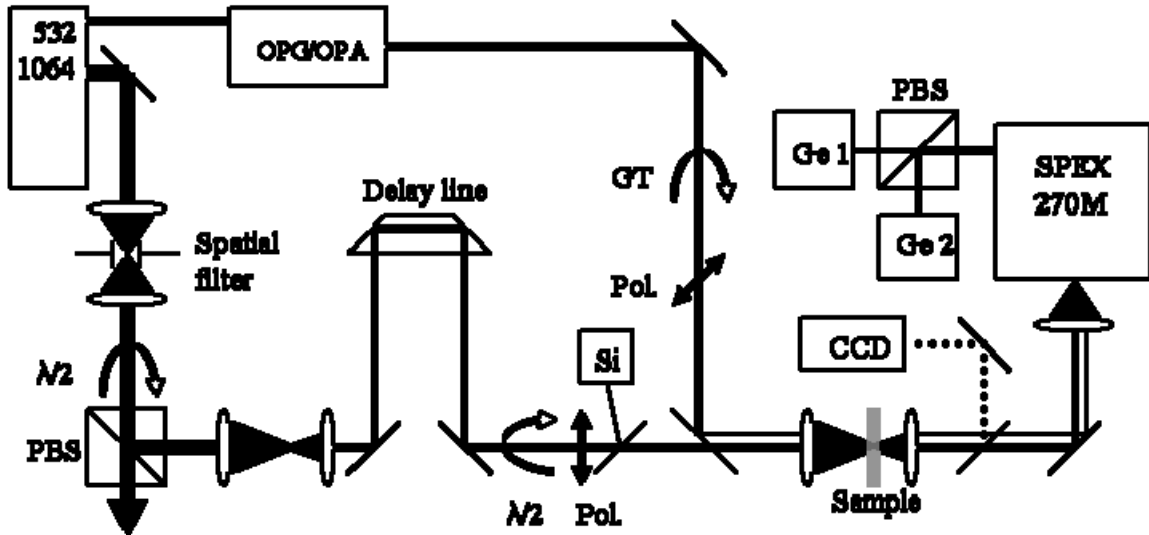 532
1064
OPG/OPA
PBS
Ge 1
SPEX
270M
GT
Delay line
Ge 2
Spatial
filter
Pol.
λ/2
Si
CCD
PBS
λ/2
Pol.
Sample